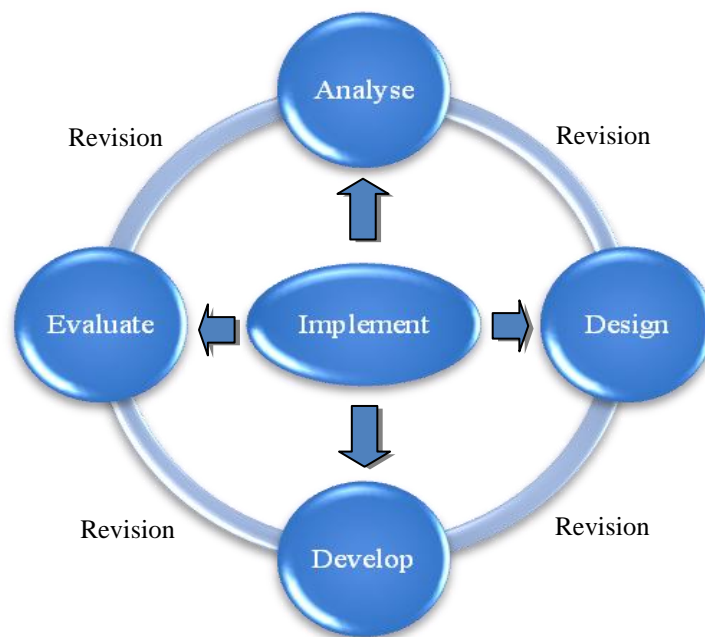 Analyse
Revision
Revision
Evaluate
Implement
Design
Revision
Revision
Develop